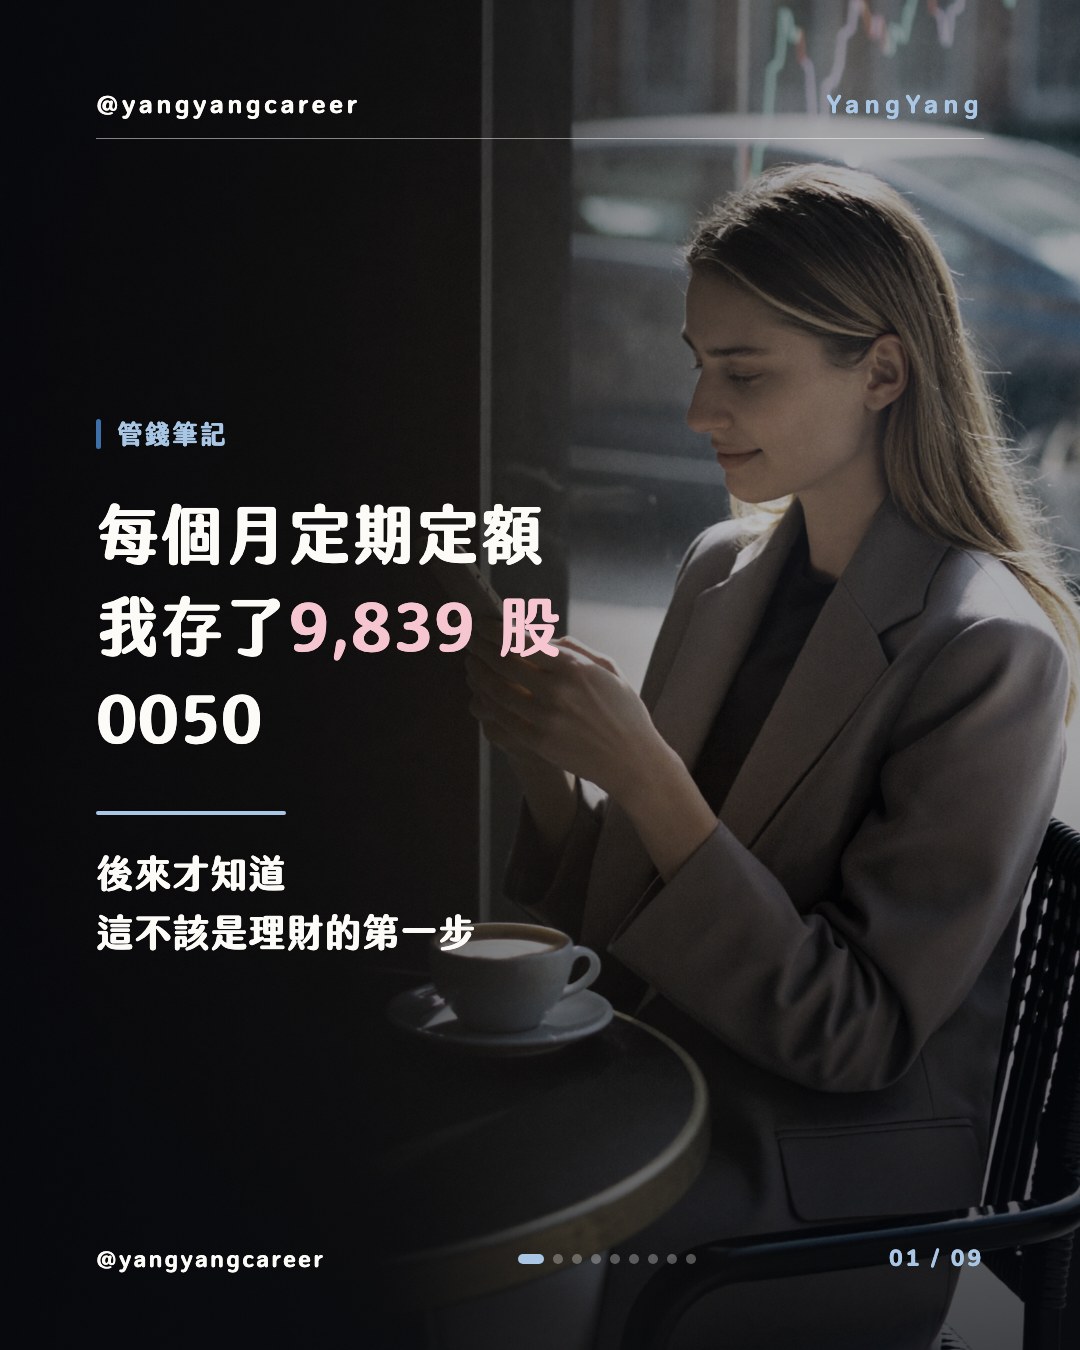 @yangyangcareer
YangYang
管錢筆記
每個月定期定額
我存了9,839 股
0050
後來才知道
這不該是理財的第一步
@yangyangcareer
01 / 09